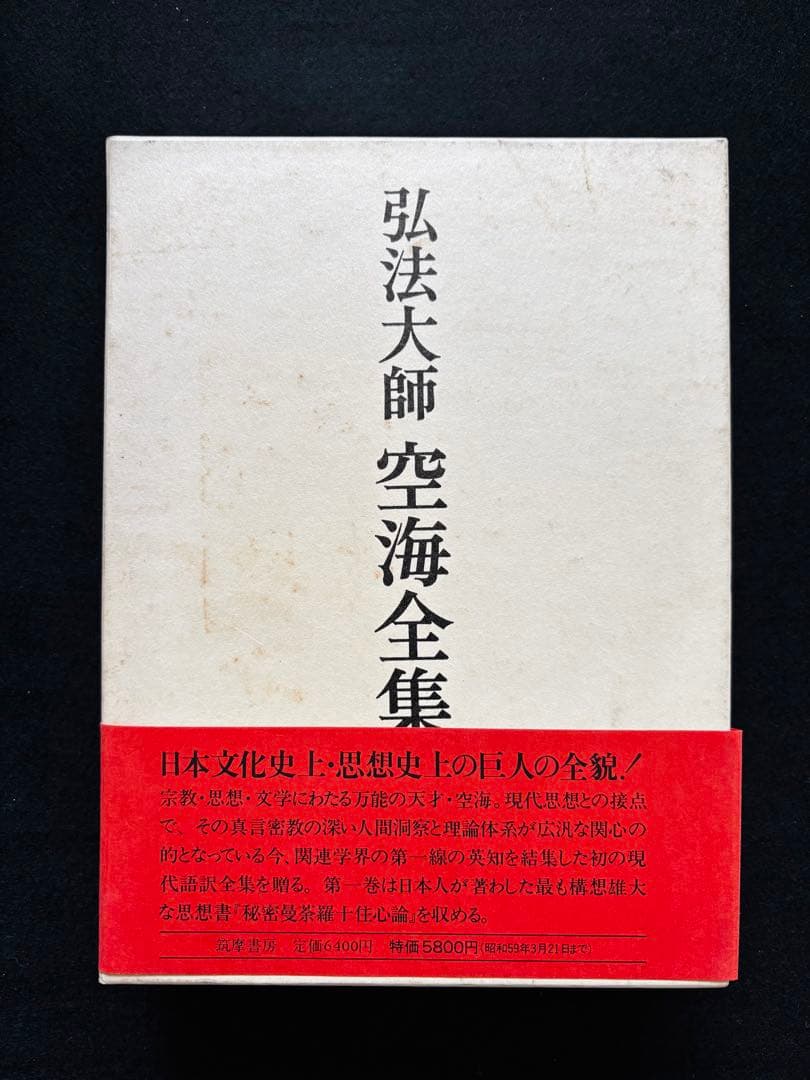 弘法大師 空海全集
日本文化史上・思想史上の巨人の全貌!
宗教・思想・文学にわたる万能の天才・空海。現代思想との接点
で、その真言密教の深い人間洞察と理論体系が広汎な関心の
的となっている今、関連学界の第一線の英知を結集した初の現
代語訳全集を贈る。第一巻は日本人が著わした最も構想雄大
な思想書『秘密曼荼羅十住心論』を収める。
筑摩書房 定価6400円 特価5800円(昭和59年3月21日まで)